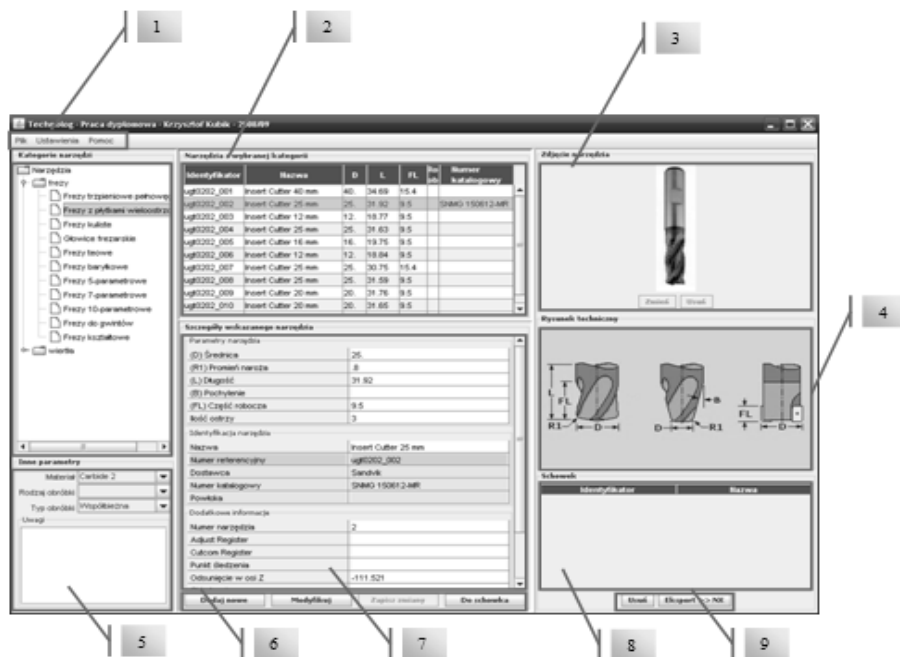 1
2
3
Techcalog - Praca dyplomowa - Krzysztof Kubik - 2008/09
Plik Ustawienia Pomoc
Kategorie narzędzi
Narzędzia
frezy
Frezy trzpieniowe pełnowęg
Frezy z płytkami wieloostrz
Frezy kuliste
Głowice frezarskie
Frezy teowe
Frezy baryłkowe
Frezy 5-parametrowe
Frezy 7-parametrowe
Frezy 10-parametrowe
Frezy do gwintów
Frezy kształtowe
wiertła
Inne parametry
Materiał Carbide 2
Rodzaj obróbki
Typ obróbki Współbieżna
Uwagi
Narzędzia z wybranej kategorii
Identyfikator Nazwa D L FL Numer katalogowy
ugt0202_001 Insert Cutter 40 mm 40. 34.69 15.4
ugt0202_002 Insert Cutter 25 mm 25. 31.92 9.5 SNMG 150612-MR
ugt0202_003 Insert Cutter 12 mm 12. 18.77 9.5
ugt0202_004 Insert Cutter 25 mm 25. 31.63 9.5
ugt0202_005 Insert Cutter 16 mm 16. 19.75 9.5
ugt0202_006 Insert Cutter 12 mm 12. 18.84 9.5
ugt0202_007 Insert Cutter 25 mm 25. 30.75 15.4
ugt0202_008 Insert Cutter 25 mm 25. 31.59 9.5
ugt0202_009 Insert Cutter 20 mm 20. 31.76 9.5
ugt0202_010 Insert Cutter 20 mm 20. 31.65 9.5
Szczegóły wskazanego narzędzia
Parametry narzędzia
(D) Średnica 25.
(R1) Promień naroża .8
(L) Długość 31.92
(B) Pochylenie
(FL) Część robocza 9.5
Ilość ostrzy 3
Identyfikacja narzędzia
Nazwa Insert Cutter 25 mm
Numer referencyjny ugt0202_002
Dostawca Sandvik
Numer katalogowy SNMG 150612-MR
Powłoka
Dodatkowe informacje
Numer narzędzia 2
Adjust Register
Cutcom Register
Punkt śledzenia
Odsunięcie w osi Z -111.521
Dodaj nowe Modyfikuj Zapisz zmiany Do schowka
Zdjęcie narzędzia
Zmień Usuń
Rysunek techniczny
L FL R1 D
B D R1
FL D
Schowek
Identyfikator Nazwa
Usuń Eksport >> NX
4
5
6
7
8
9